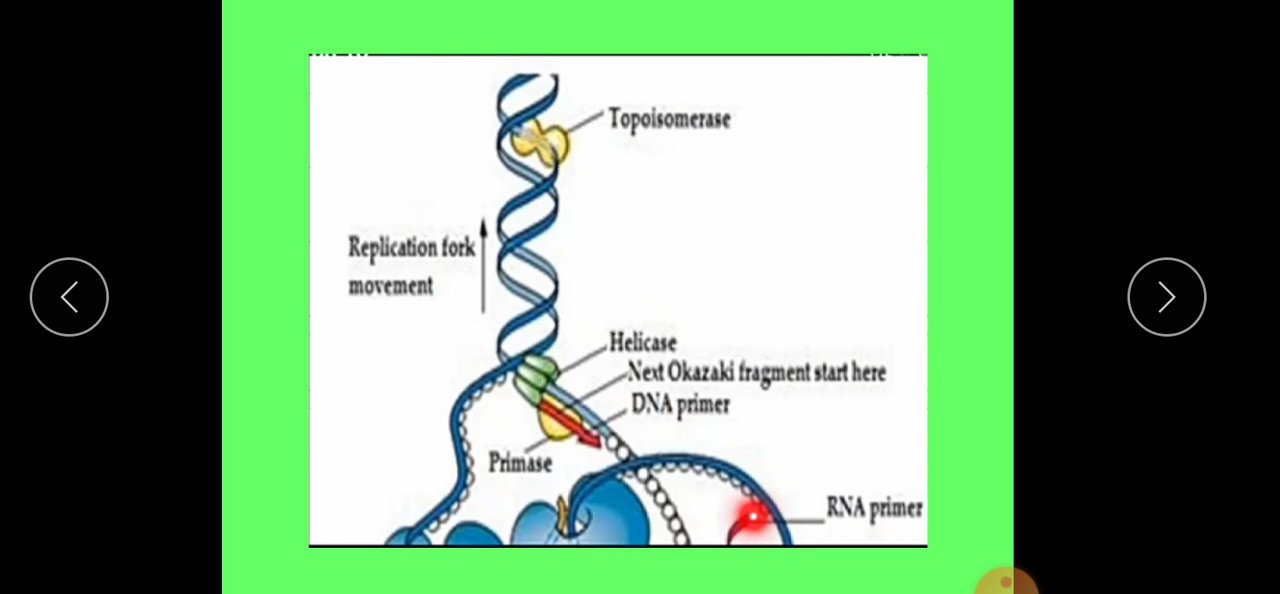 Topoisomerase
Replication fork
movement
Helicase
Next Okazaki fragment start here
DNA primer
Primase
RNA primer